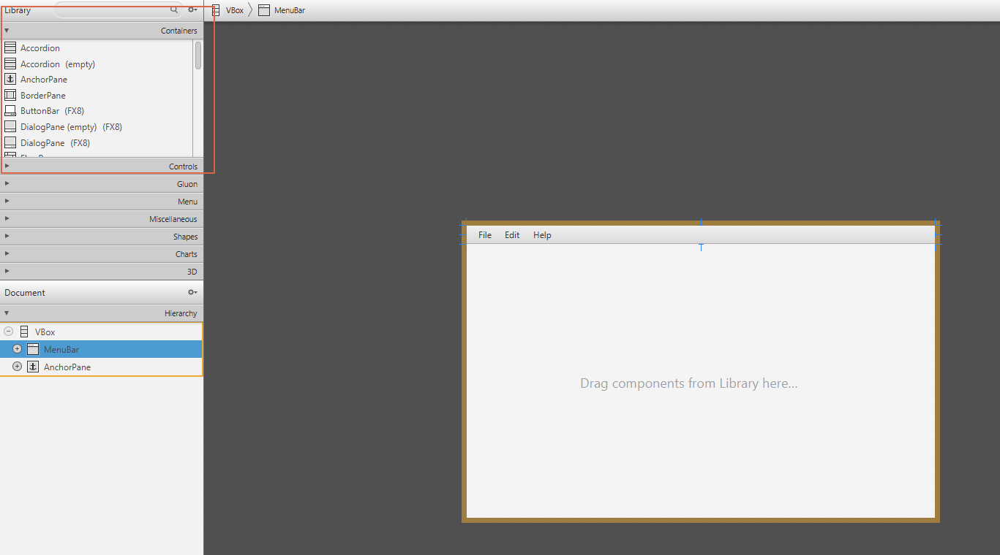 Library
VBox MenuBar
Containers
Accordion
Accordion (empty)
AnchorPane
BorderPane
ButtonBar (FX8)
DialogPane (empty) (FX8)
DialogPane (FX8)
Controls
Gluon
Menu
Miscellaneous
Shapes
Charts
3D
Document
Hierarchy
VBox
MenuBar
AnchorPane
File Edit Help
Drag components from Library here...